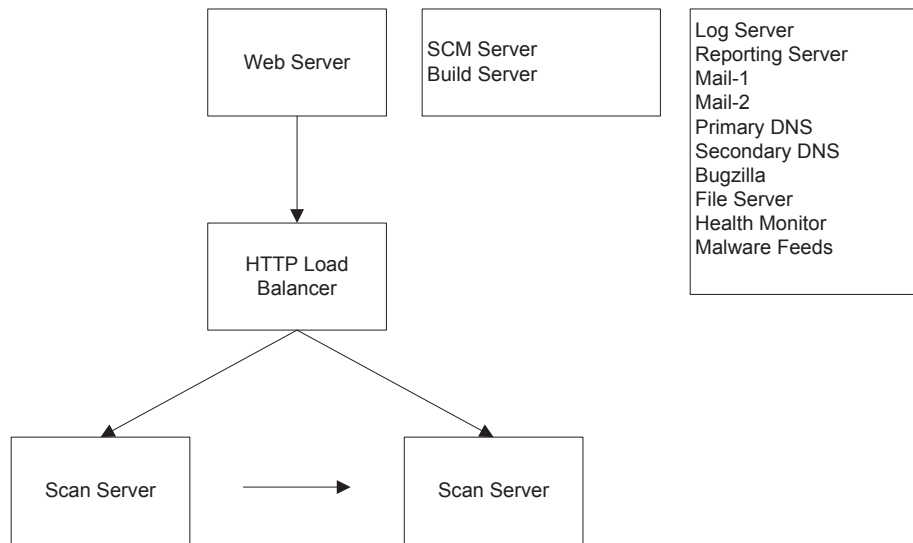 Web Server
SCM Server
Build Server
Log Server
Reporting Server
Mail-1
Mail-2
Primary DNS
Secondary DNS
Bugzilla
File Server
Health Monitor
Malware Feeds
HTTP Load
Balancer
Scan Server
Scan Server